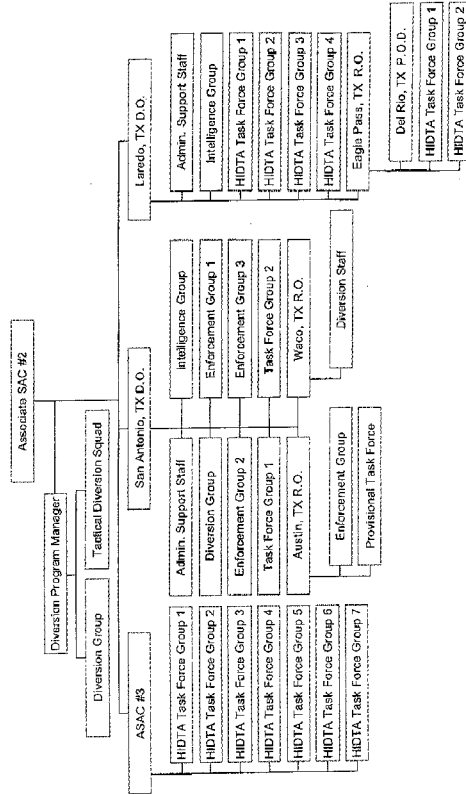 Associate SAC #2
Diversion Program Manager
Diversion Group
Tactical Diversion Squad
ASAC #3
HIDTA Task Force Group 1
HIDTA Task Force Group 2
HIDTA Task Force Group 3
HIDTA Task Force Group 4
HIDTA Task Force Group 5
HIDTA Task Force Group 6
HIDTA Task Force Group 7
San Antonio, TX D.O.
Admin. Support Staff
Diversion Group
Enforcement Group 2
Task Force Group 1
Austin, TX R.O.
Enforcement Group
Provisional Task Force
Intelligence Group
Enforcement Group 1
Enforcement Group 3
Task Force Group 2
Waco, TX R.O.
Diversion Staff
Laredo, TX D.O.
Admin. Support Staff
Intelligence Group
HIDTA Task Force Group 1
HIDTA Task Force Group 2
HIDTA Task Force Group 3
HIDTA Task Force Group 4
Eagle Pass, TX R.O.
Del Rio, TX P.O.D.
HIDTA Task Force Group 1
HIDTA Task Force Group 2